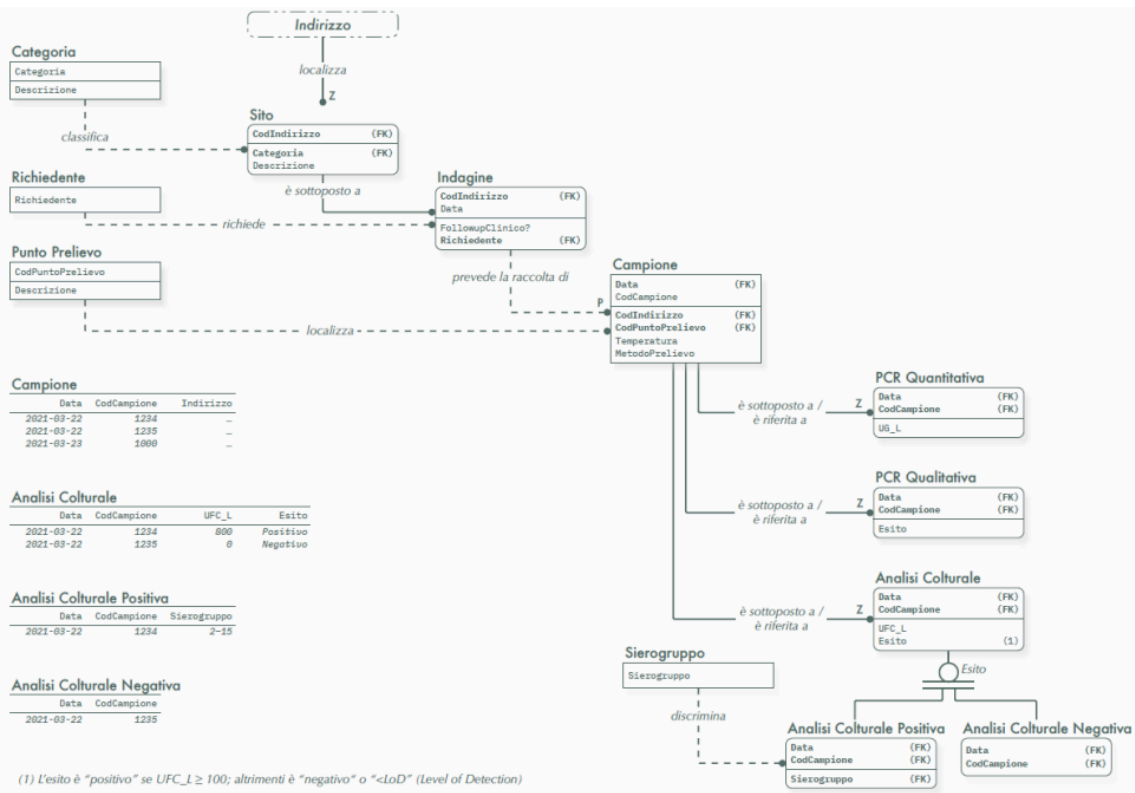 Indirizzo
localizza
Z
Categoria
Categoria
Descrizione
classifica
Sito
CodIndirizzo (FK)
Categoria (FK)
Descrizione
è sottoposto a
Richiedente
Richiedente
richiede
Indagine
CodIndirizzo (FK)
Data
FollowupClinico?
Richiedente (FK)
prevede la raccolta di
P
Punto Prelievo
CodPuntoPrelievo
Descrizione
localizza
Campione
Data (FK)
CodCampione
CodIndirizzo (FK)
CodPuntoPrelievo (FK)
Temperatura
MetodoPrelievo
è sottoposto a /
è riferita a
Z
PCR Quantitativa
Data (FK)
CodCampione (FK)
UG_L
è sottoposto a /
è riferita a
Z
PCR Qualitativa
Data (FK)
CodCampione (FK)
Esito
è sottoposto a /
è riferita a
Z
Analisi Colturale
Data (FK)
CodCampione (FK)
UFC_L
Esito (1)
Esito
Sierogruppo
Sierogruppo
discrimina
Analisi Colturale Positiva
Data (FK)
CodCampione (FK)
Sierogruppo (FK)
Analisi Colturale Negativa
Data (FK)
CodCampione (FK)
Campione
Data CodCampione Indirizzo
2021-03-22 1234 …
2021-03-22 1235 …
2021-03-23 1000 …
Analisi Colturale
Data CodCampione UFC_L Esito
2021-03-22 1234 800 Positivo
2021-03-22 1235 0 Negativo
Analisi Colturale Positiva
Data CodCampione Sierogruppo
2021-03-22 1234 2-15
Analisi Colturale Negativa
Data CodCampione
2021-03-22 1235
(1) L'esito è "positivo" se UFC_L ≥ 100; altrimenti è "negativo" o "<LoD" (Level of Detection)